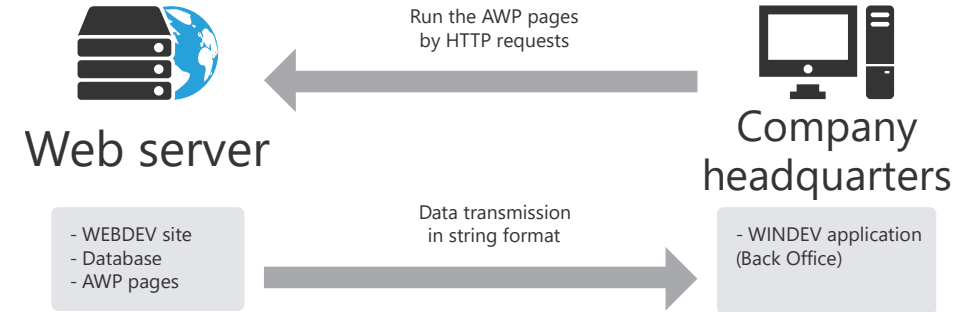 Run the AWP pages
by HTTP requests
Web server
Company
headquarters
- WEBDEV site
- Database
- AWP pages
Data transmission
in string format
- WINDEV application
(Back Office)